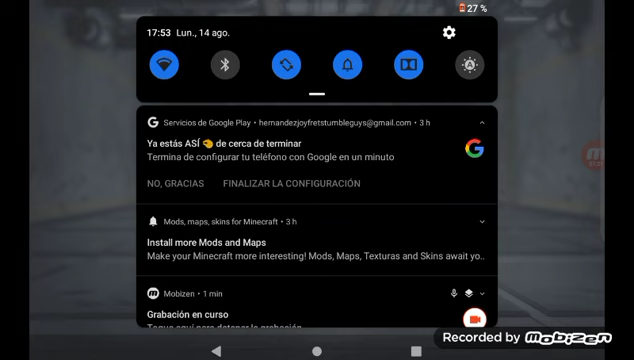 27 %
17:53 Lun., 14 ago.
Servicios de Google Play • hernandezjoyfretstumbleguys@gmail.com • 3 h
Ya estás ASÍ 🤏 de cerca de terminar
Termina de configurar tu teléfono con Google en un minuto
NO, GRACIAS FINALIZAR LA CONFIGURACIÓN
Mods, maps, skins for Minecraft • 3 h
Install more Mods and Maps
Make your Minecraft more interesting! Mods, Maps, Texturas and Skins await yo..
Mobizen • 1 min
Grabación en curso
Recorded by mobizen